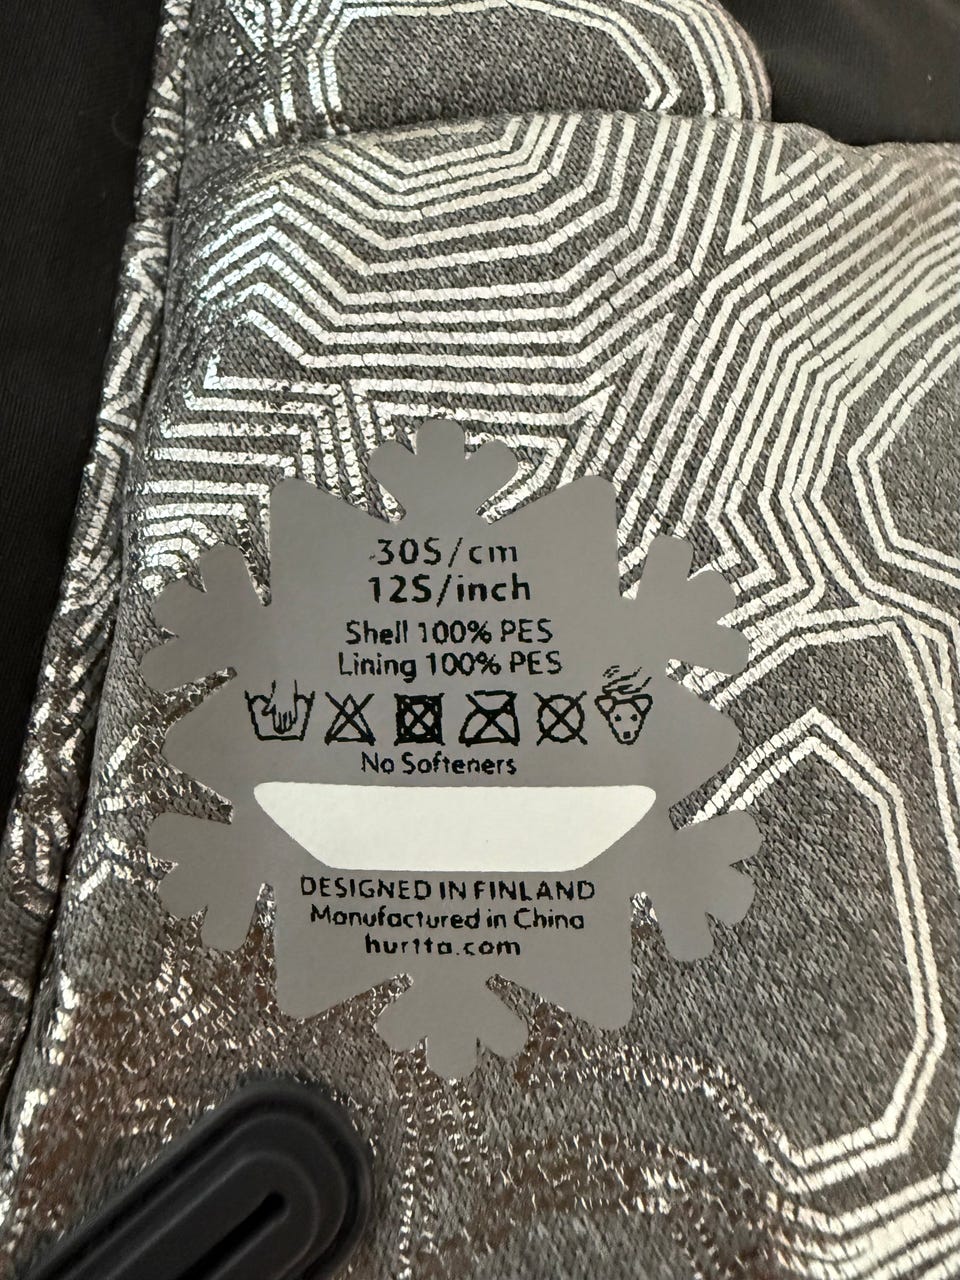 30S/cm
12S/inch
Shell 100% PES
Lining 100% PES
No Softeners
DESIGNED IN FINLAND
Manufactured in China
hurtta.com